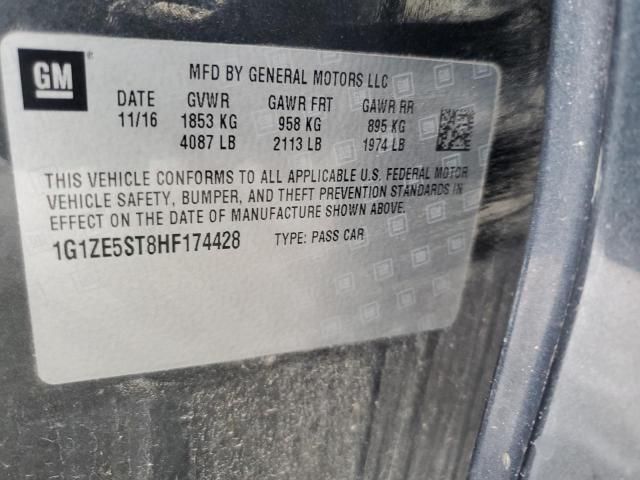 GM
MFD BY GENERAL MOTORS LLC
DATE GVWR GAWR FRT GAWR RR
11/16 1853 KG 958 KG 895 KG
4087 LB 2113 LB 1974 LB
THIS VEHICLE CONFORMS TO ALL APPLICABLE U.S. FEDERAL MOTOR
VEHICLE SAFETY, BUMPER, AND THEFT PREVENTION STANDARDS IN
EFFECT ON THE DATE OF MANUFACTURE SHOWN ABOVE.
1G1ZE5ST8HF174428 TYPE: PASS CAR